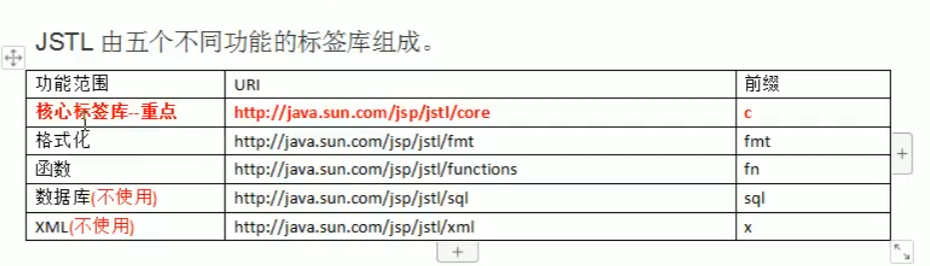 JSTL 由五个不同功能的标签库组成。
功能范围 URI 前缀
核心标签库--重点 http://java.sun.com/jsp/jstl/core c
格式化 http://java.sun.com/jsp/jstl/fmt fmt
函数 http://java.sun.com/jsp/jstl/functions fn
数据库(不使用) http://java.sun.com/jsp/jstl/sql sql
XML(不使用) http://java.sun.com/jsp/jstl/xml x